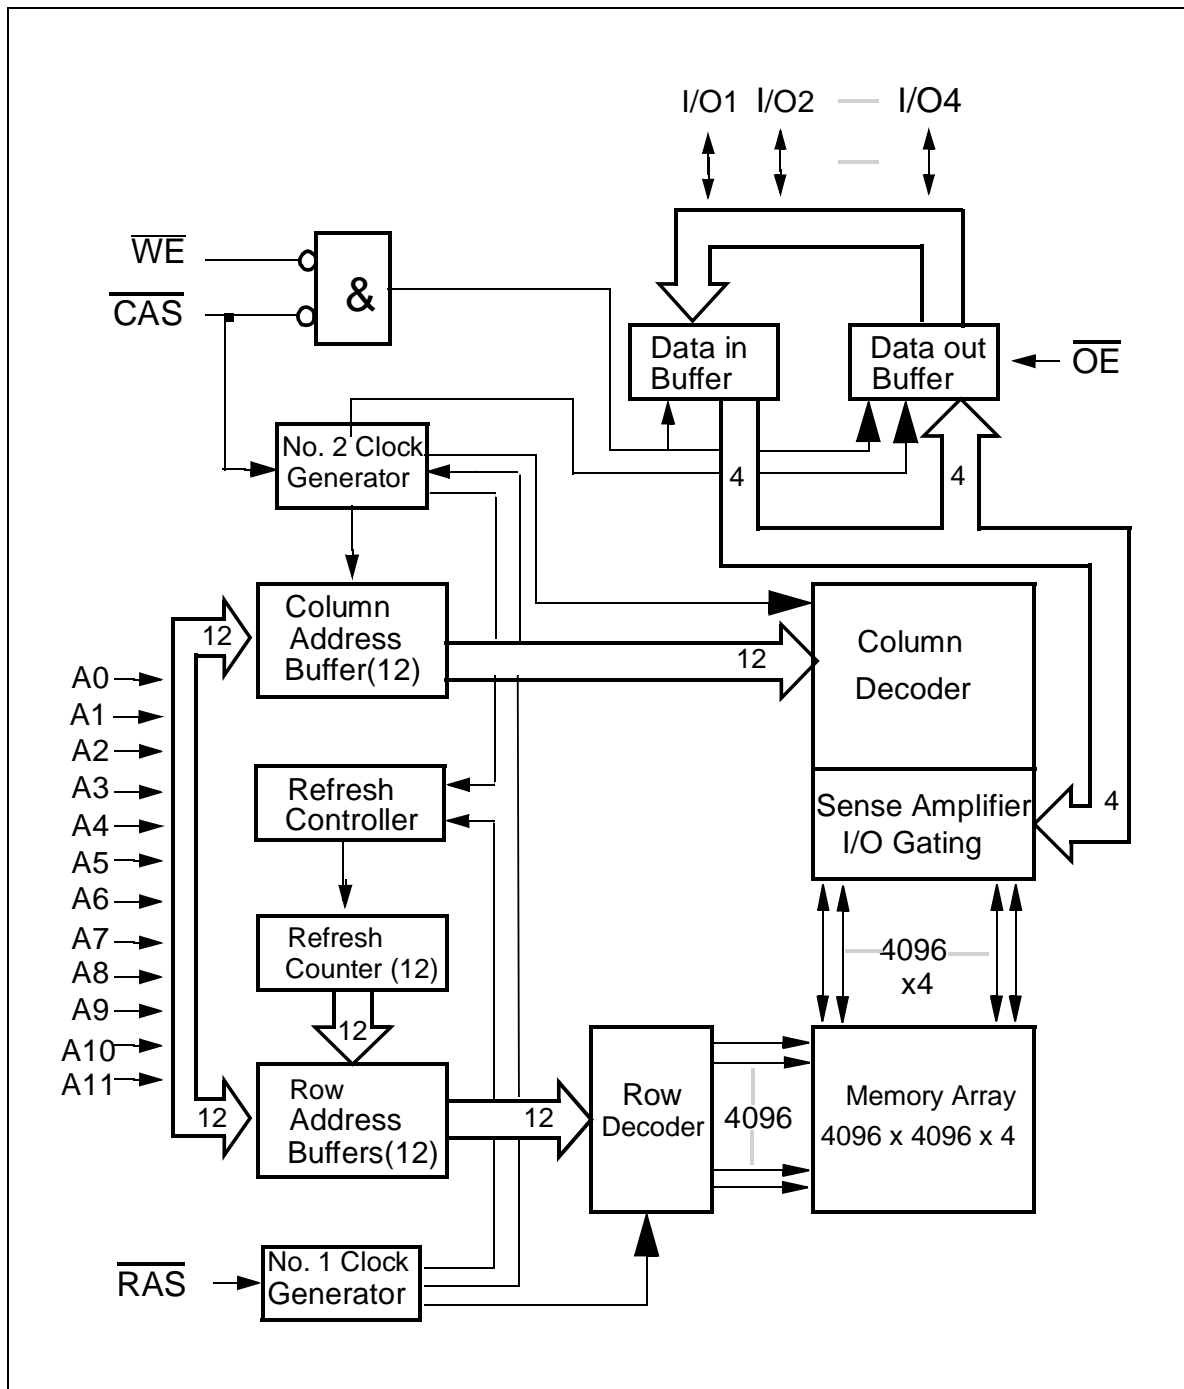 I/O1 I/O2 I/O4
WE
CAS
&
Data in
Buffer
Data out
Buffer
OE
No. 2 Clock
Generator
4
4
Column
Address
Buffer(12)
12
12
Column
Decoder
A0
A1
A2
A3
A4
A5
A6
A7
A8
A9
A10
A11
Refresh
Controller
Sense Amplifier
I/O Gating
4
Refresh
Counter (12)
4096
x4
12
Row
Address
Buffers(12)
12
12
Row
Decoder
4096
Memory Array
4096 x 4096 x 4
RAS
No. 1 Clock
Generator